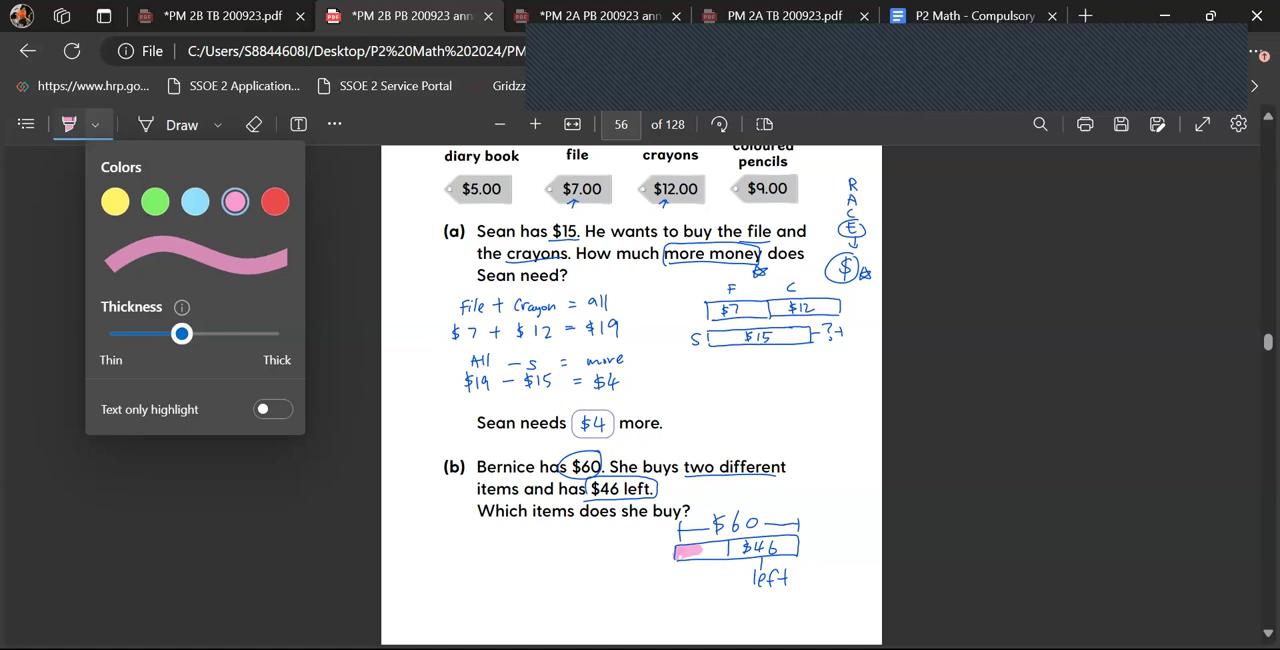 *PM 2B TB 200923.pdf
*PM 2B PB 200923 ann
*PM 2A PB 200923 ann
PM 2A TB 200923.pdf
P2 Math - Compulsory
File
C:/Users/S8844608I/Desktop/P2%20Math%202024/PM
https://www.hrp.go...
SSOE 2 Application...
SSOE 2 Service Portal
Gridzz
Draw
56 of 128
Colors
Thickness
Thin Thick
Text only highlight
diary book
file
crayons
coloured
pencils
$5.00
$7.00
$12.00
$9.00
R
A
C
E
$
(a) Sean has $15. He wants to buy the file and
the crayons. How much more money does
Sean need?
File + Crayon = all
$7 + $12 = $19
All - S = more
$19 - $15 = $4
F C
$7 $12
S $15 ?
Sean needs $4 more.
(b) Bernice has $60. She buys two different
items and has $46 left.
Which items does she buy?
$60
$46
left